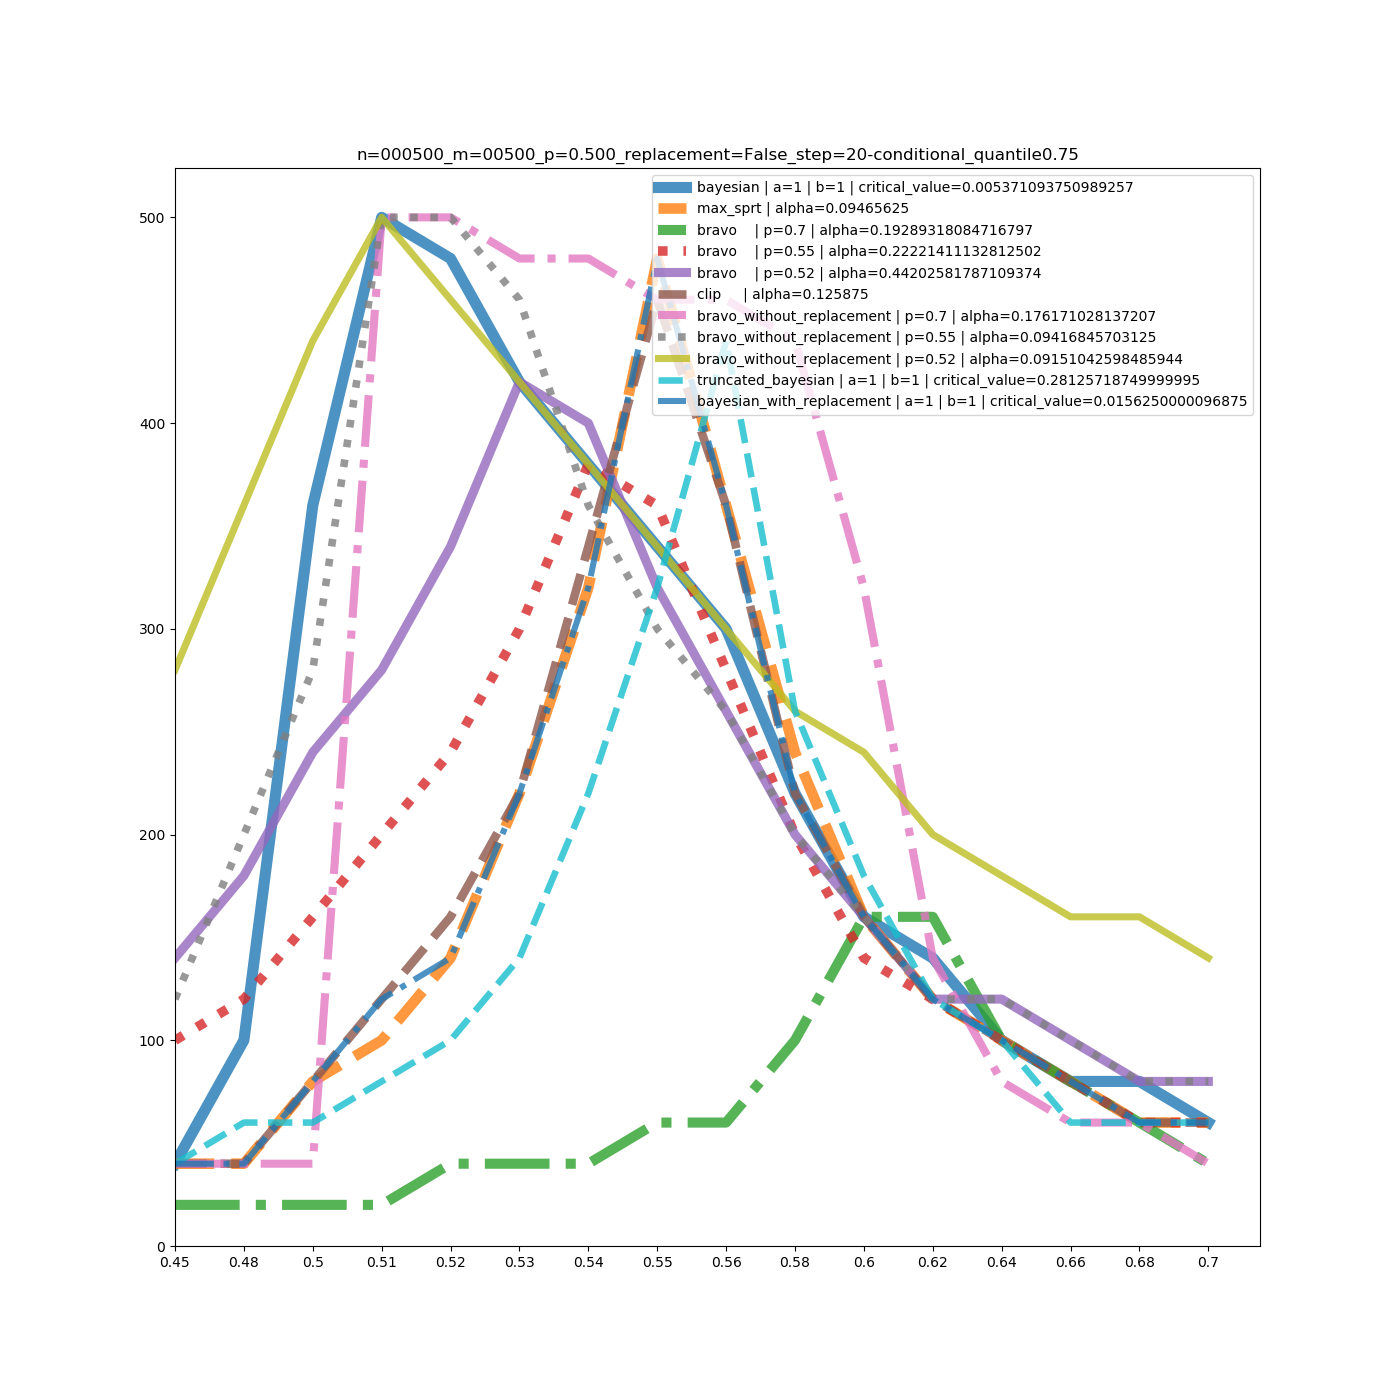 n=000500_m=00500_p=0.500_replacement=False_step=20-conditional_quantile0.75
bayesian | a=1 | b=1 | critical_value=0.005371093750989257
max_sprt | alpha=0.09465625
bravo | p=0.7 | alpha=0.19289318084716797
bravo | p=0.55 | alpha=0.22221411132812502
bravo | p=0.52 | alpha=0.44202581787109374
clip | alpha=0.125875
bravo_without_replacement | p=0.7 | alpha=0.176171028137207
bravo_without_replacement | p=0.55 | alpha=0.09416845703125
bravo_without_replacement | p=0.52 | alpha=0.09151042598485944
truncated_bayesian | a=1 | b=1 | critical_value=0.28125718749999995
bayesian_with_replacement | a=1 | b=1 | critical_value=0.0156250000096875
500
400
300
200
100
0
0.45 0.48 0.5 0.51 0.52 0.53 0.54 0.55 0.56 0.58 0.6 0.62 0.64 0.66 0.68 0.7